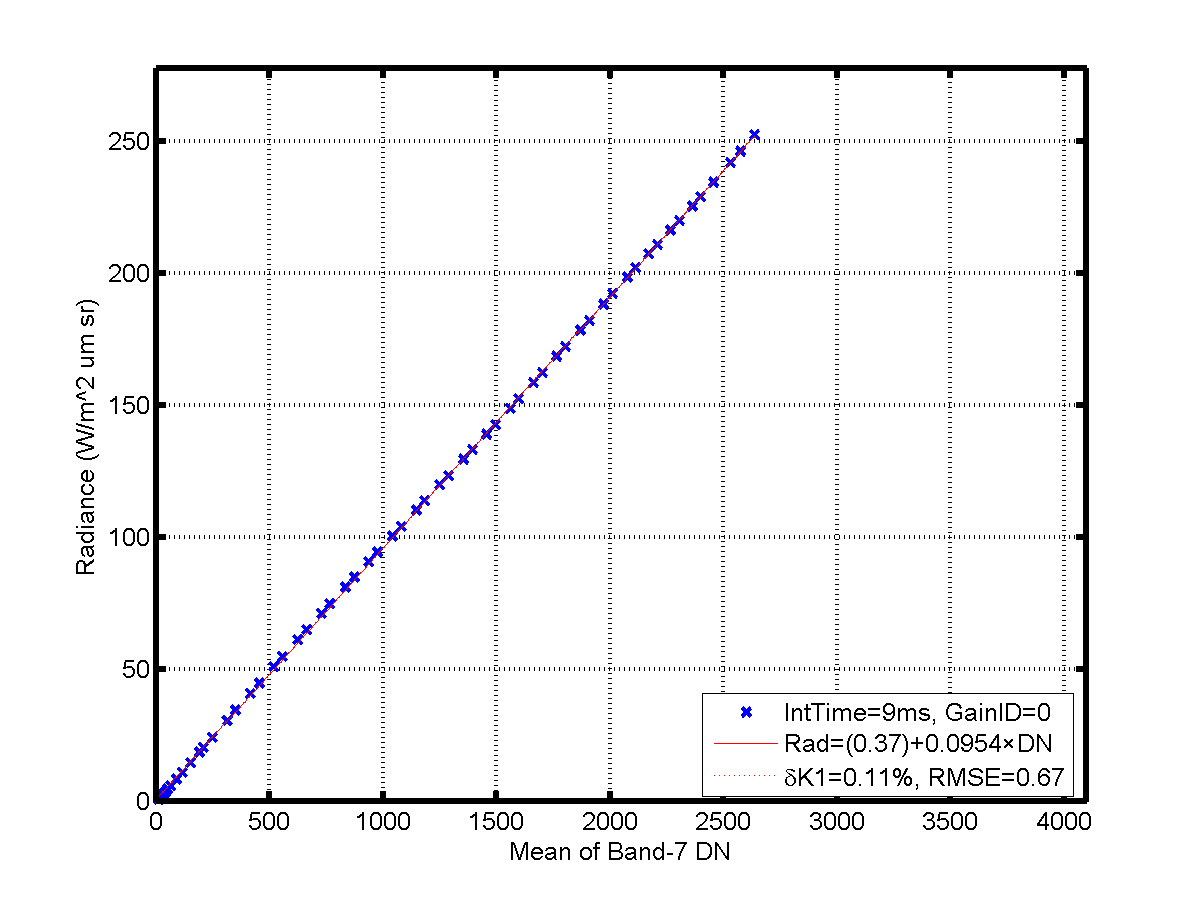 250
200
150
100
50
0
Radiance (W/m^2 um sr)
IntTime=9ms, GainID=0
Rad=(0.37)+0.0954×DN
δK1=0.11%, RMSE=0.67
0 500 1000 1500 2000 2500 3000 3500 4000
Mean of Band-7 DN